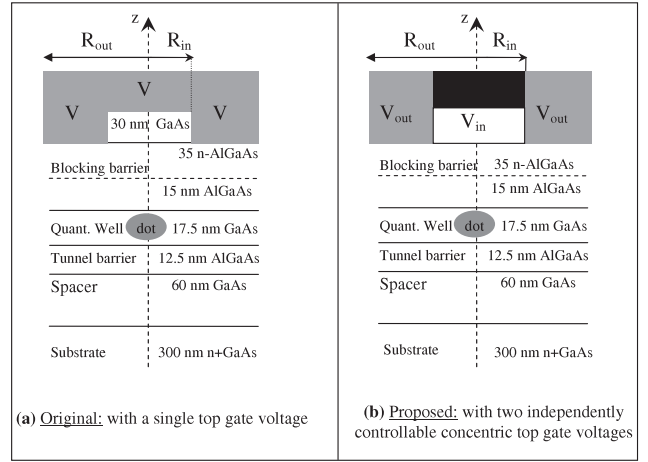 z
R_out R_in
V
V V
30 nm GaAs
35 n-AlGaAs
Blocking barrier
15 nm AlGaAs
Quant. Well dot 17.5 nm GaAs
Tunnel barrier 12.5 nm AlGaAs
Spacer 60 nm GaAs
Substrate 300 nm n+GaAs
(a) Original: with a single top gate voltage
z
R_out R_in
V_out V_in V_out
Blocking barrier 35 n-AlGaAs
15 nm AlGaAs
Quant. Well dot 17.5 nm GaAs
Tunnel barrier 12.5 nm AlGaAs
Spacer 60 nm GaAs
Substrate 300 nm n+GaAs
(b) Proposed: with two independently
controllable concentric top gate voltages